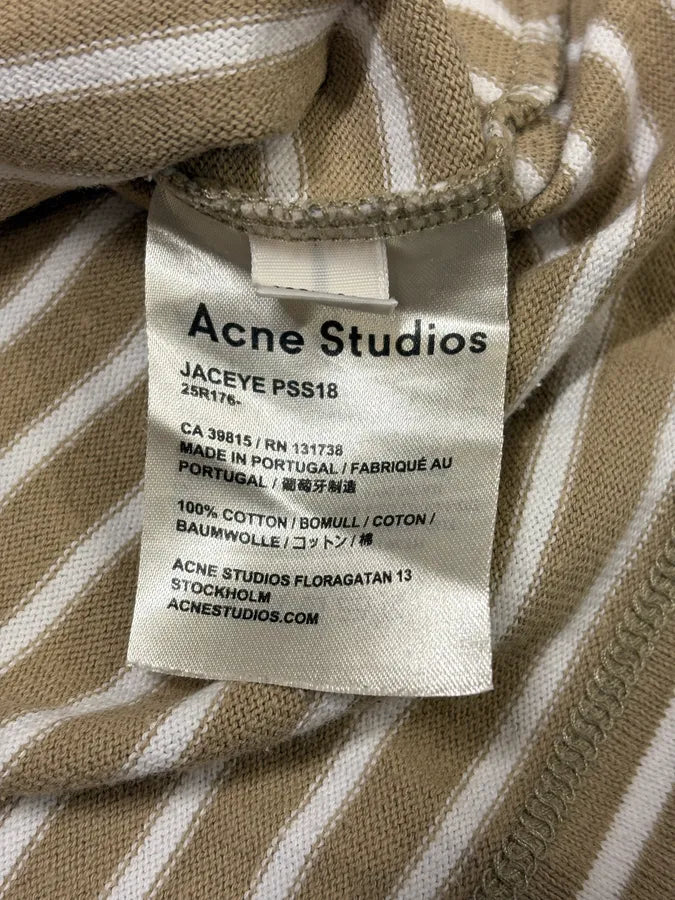 Acne Studios
JACEYE PSS18
25R176-
CA 39815 / RN 131738
MADE IN PORTUGAL / FABRIQUÉ AU
PORTUGAL / 葡萄牙制造
100% COTTON / BOMULL / COTON /
BAUMWOLLE / コットン / 棉
ACNE STUDIOS FLORAGATAN 13
STOCKHOLM
ACNESTUDIOS.COM